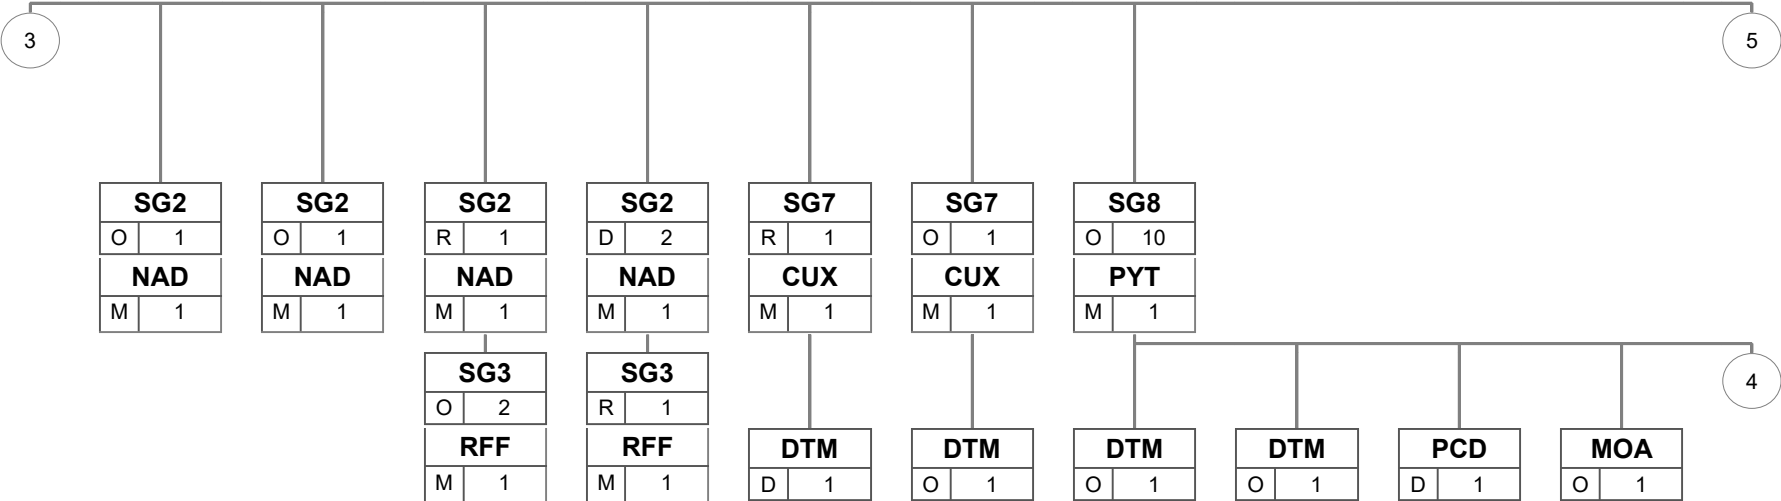 3 5
SG2 SG2 SG2 SG2 SG7 SG7 SG8
O 1 O 1 R 1 D 2 R 1 O 1 O 10
NAD NAD NAD NAD CUX CUX PYT
M 1 M 1 M 1 M 1 M 1 M 1 M 1
SG3 SG3 4
O 2 R 1
RFF RFF DTM DTM DTM DTM PCD MOA
M 1 M 1 D 1 O 1 O 1 O 1 D 1 O 1